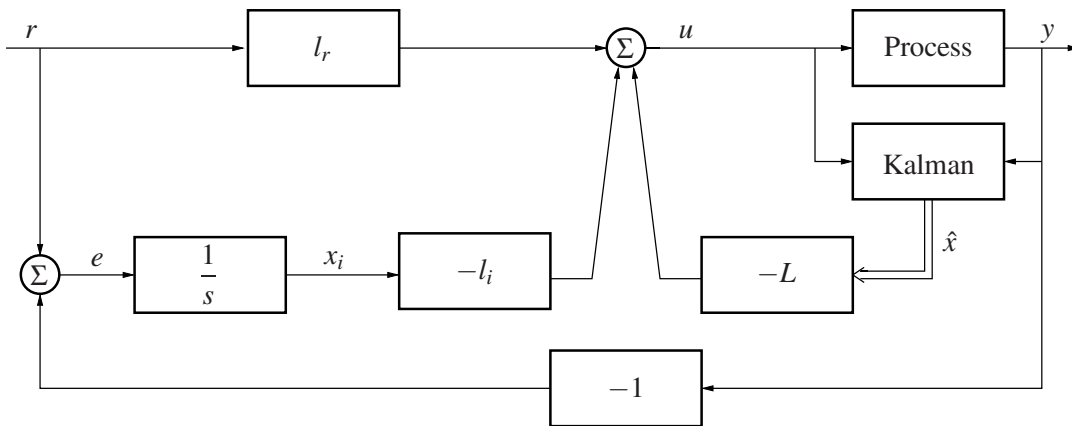 r
l_r
Σ
u
Process
y
Kalman
x̂
Σ
e
1
s
x_i
−l_i
−L
−1